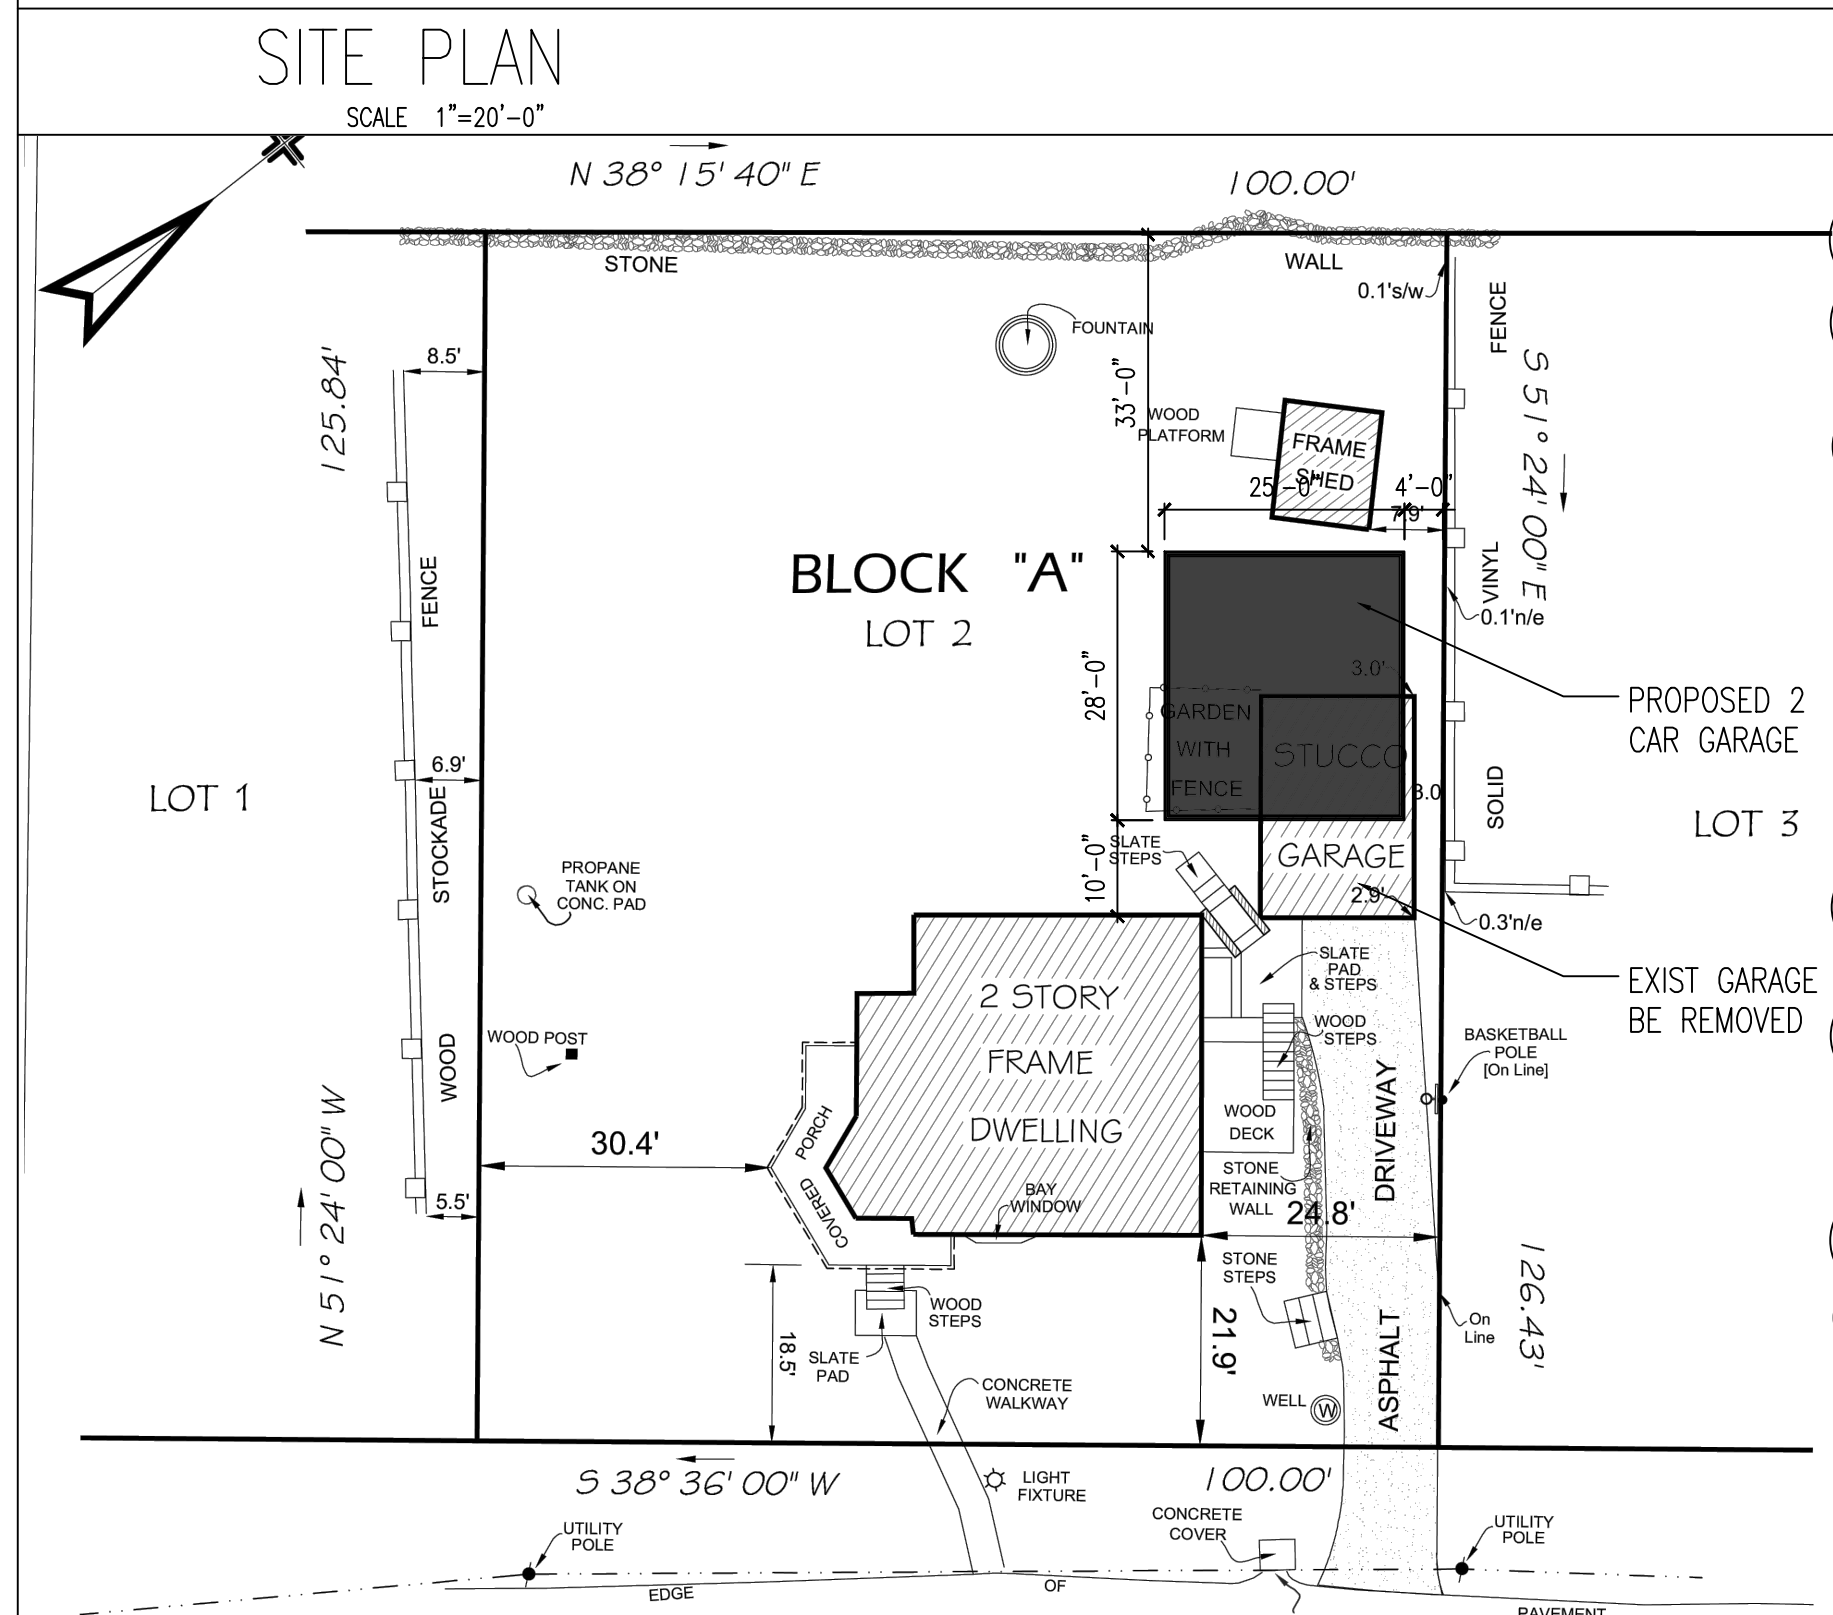 SITE PLAN
SCALE 1"=20'-0"
N 38° 15' 40" E
100.00'
STONE
WALL
0.1's/w
FENCE
FOUNTAIN
125.84'
8.5'
33'-0"
WOOD
PLATFORM
FRAME
SHED
S 51° 24' 00" E
25'-0"
4'-0"
7.9'
BLOCK "A"
LOT 2
FENCE
VINYL
0.1'n/e
3.0'
28'-0"
PROPOSED 2
CAR GARAGE
GARDEN
WITH
FENCE
STUCCO
3.0
6.9'
LOT 1
STOCKADE
SOLID
LOT 3
10'-0"
SLATE
STEPS
GARAGE
2.9'
PROPANE
TANK ON
CONC. PAD
0.3'n/e
SLATE
PAD
& STEPS
EXIST GARAGE
BE REMOVED
2 STORY
FRAME
DWELLING
WOOD
STEPS
WOOD POST
WOOD
BASKETBALL
POLE
[On Line]
WOOD
DECK
DRIVEWAY
PORCH
COVERED
30.4'
STONE
RETAINING
WALL
BAY
WINDOW
24.8'
5.5'
N 51° 24' 00" W
STONE
STEPS
WOOD
STEPS
21.9'
18.5'
SLATE
PAD
On
Line
126.43'
ASPHALT
CONCRETE
WALKWAY
WELL
W
S 38° 36' 00" W
100.00'
LIGHT
FIXTURE
CONCRETE
COVER
UTILITY
POLE
UTILITY
POLE
EDGE
OF
PAVEMENT